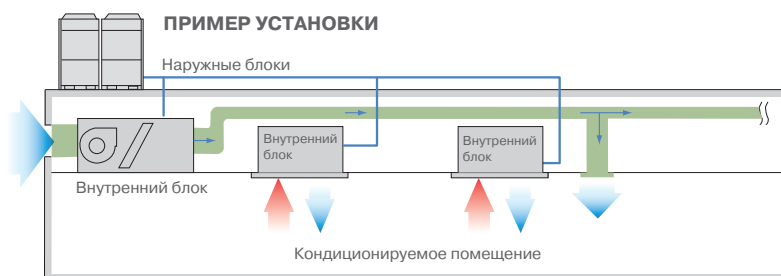 ПРИМЕР УСТАНОВКИ
Наружные блоки
Внутренний
блок
Внутренний
блок
Внутренний блок
Кондиционируемое помещение